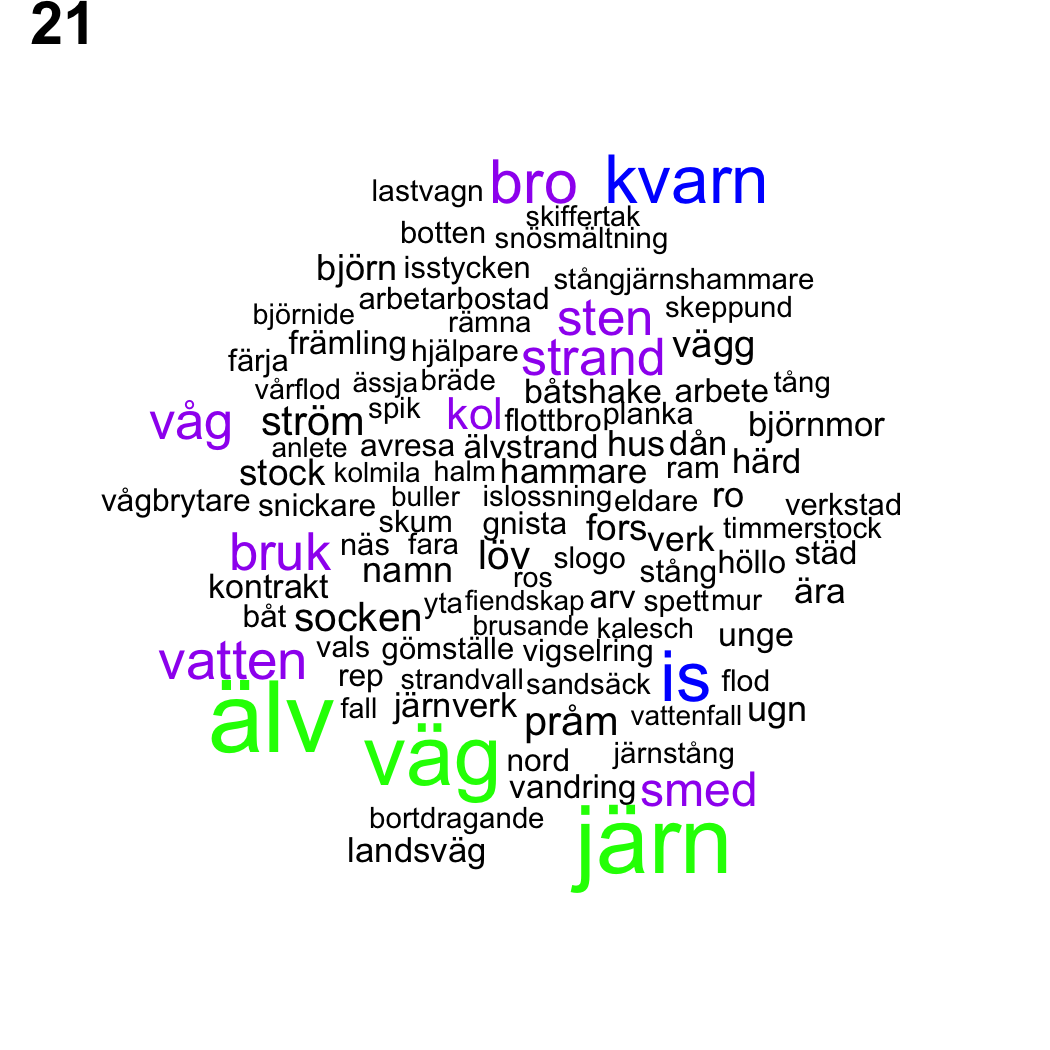 21
lastvagn bro kvarn
skiffertak
botten snösmältning
björn isstycken stångjärnshammare
arbetarbostad skeppund
björnide rämna sten
främling hjälpare strand vägg
färja
vårflod ässja bräde båtshake arbete tång
våg ström spik kol flottbro planka björnmor
anlete avresa älvstrand hus dån
stock kolmila halm hammare ram härd
vågbrytare snickare buller islossning eldare ro verkstad
skum gnista fors verk timmerstock
bruk näs fara löv slogo höllo städ
namn ros stång
kontrakt ära
båt socken yta fiendskap arv spett mur
brusande kalesch unge
vatten vals gömställe vigselring
rep strandvall sandsäck is flod
älv fall järnverk pråm vattenfall ugn
väg nord järnstång
vandring smed
bortdragande
landsväg järn